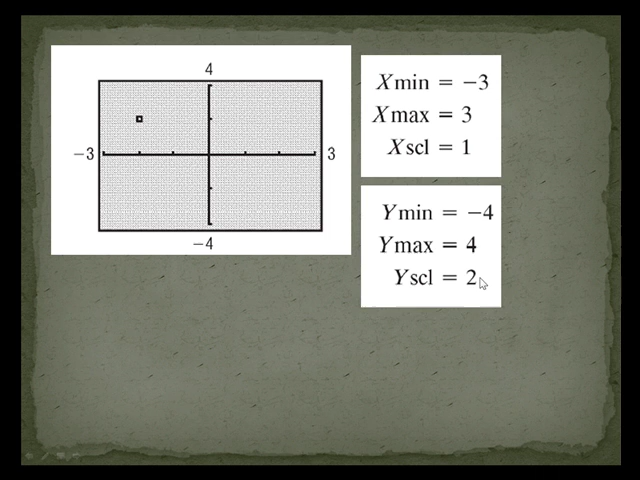 4
−3
3
−4
Xmin = −3
Xmax = 3
Xscl = 1
Ymin = −4
Ymax = 4
Yscl = 2